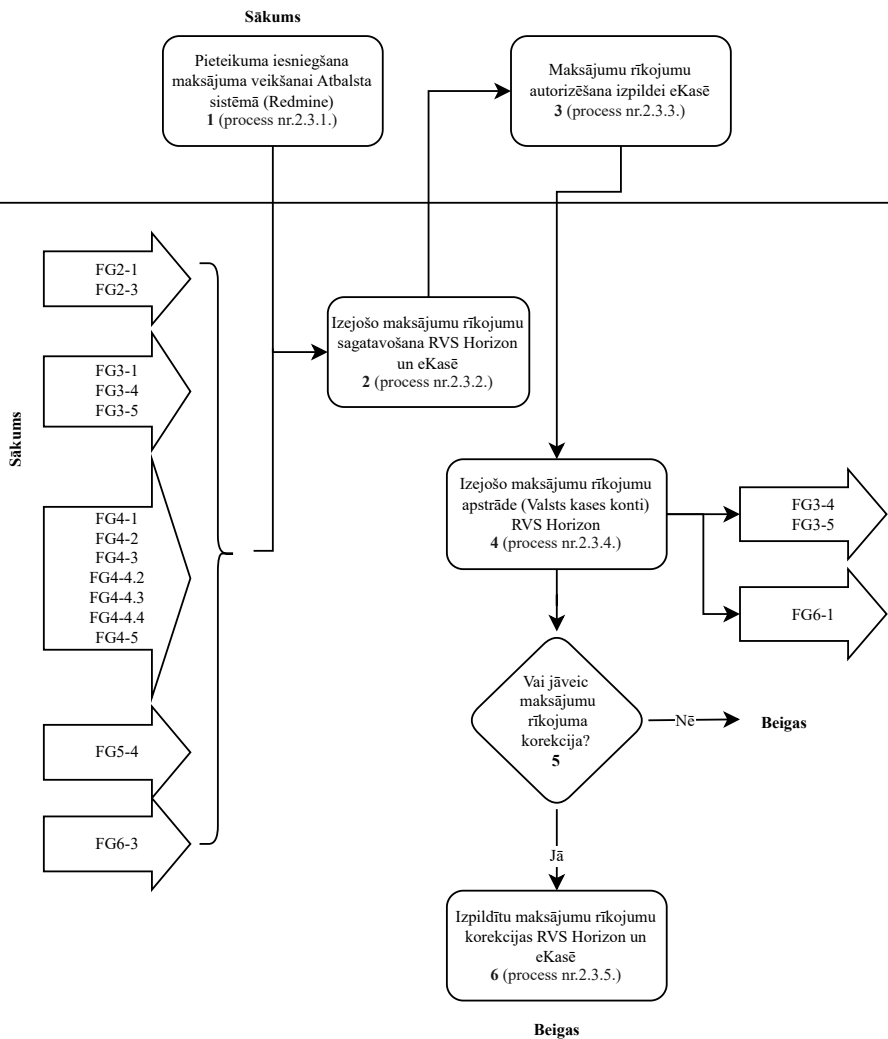 Sākums
Pieteikuma iesniegšana
maksājuma veikšanai Atbalsta
sistēmā (Redmine)
1 (process nr.2.3.1.)
Maksājumu rīkojumu
autorizēšana izpildei eKasē
3 (process nr.2.3.3.)
Sākums
FG2-1
FG2-3
FG3-1
FG3-4
FG3-5
FG4-1
FG4-2
FG4-3
FG4-4.2
FG4-4.3
FG4-4.4
FG4-5
FG5-4
FG6-3
Izejošo maksājumu rīkojumu
sagatavošana RVS Horizon
un eKasē
2 (process nr.2.3.2.)
Izejošo maksājumu rīkojumu
apstrāde (Valsts kases konti)
RVS Horizon
4 (process nr.2.3.4.)
FG3-4
FG3-5
FG6-1
Vai jāveic
maksājumu
rīkojuma
korekcija?
5
Nē
Beigas
Jā
Izpildītu maksājumu rīkojumu
korekcijas RVS Horizon un
eKasē
6 (process nr.2.3.5.)
Beigas